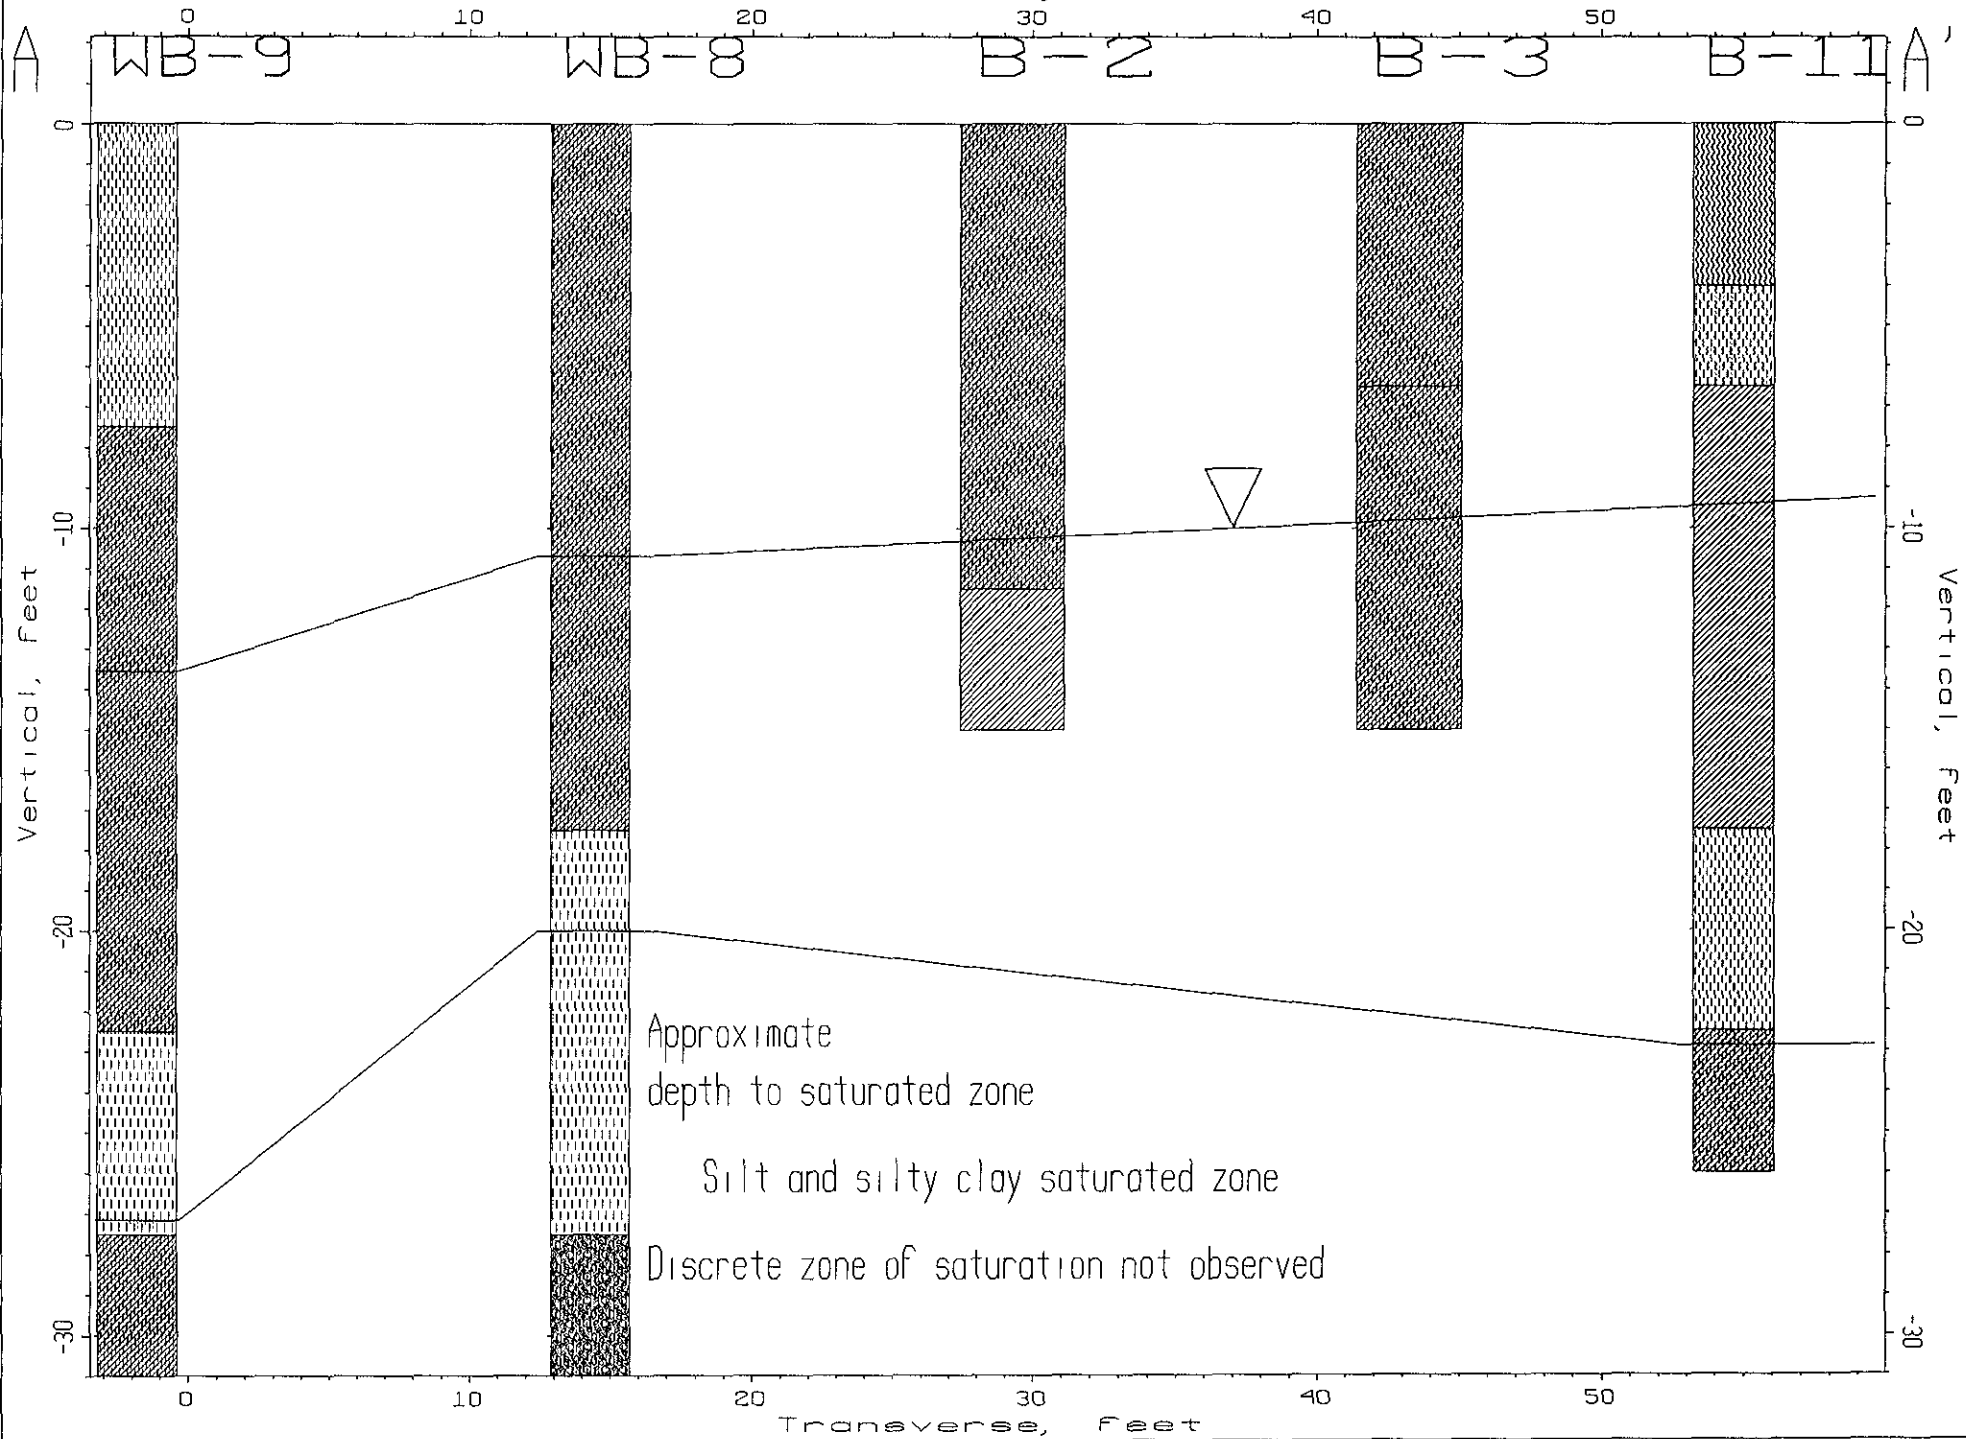 0 10 20 30 40 50
A WB-9 WB-8 B-2 B-3 B-11 A'
0 0
-10 -10
Vertical, feet Vertical, feet
-20 -20
Approximate
depth to saturated zone
Silt and silty clay saturated zone
Discrete zone of saturation not observed
-30 -30
0 10 20 30 40 50
Transverse, feet